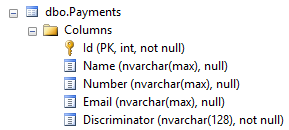 dbo.Payments
Columns
Id (PK, int, not null)
Name (nvarchar(max), null)
Number (nvarchar(max), null)
Email (nvarchar(max), null)
Discriminator (nvarchar(128), not null)